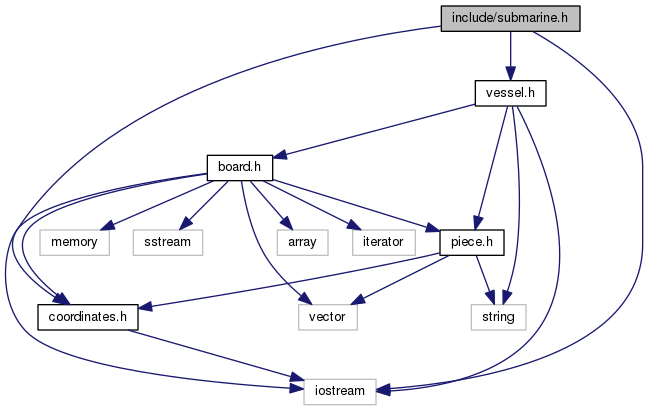 include/submarine.h
vessel.h
board.h
memory
sstream
array
iterator
piece.h
coordinates.h
vector
string
iostream